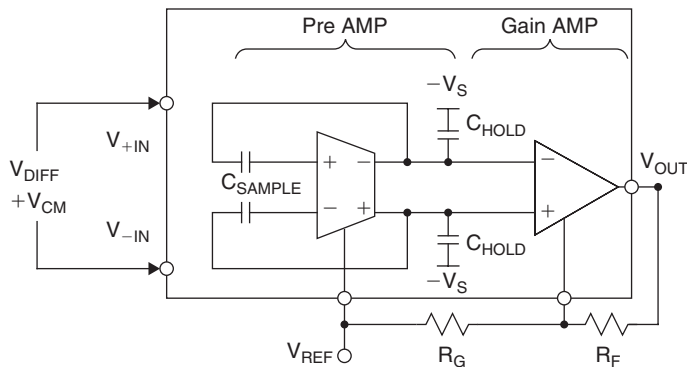 Pre AMP
Gain AMP
–VS
CHOLD
V+IN
VDIFF
+VCM
V–IN
+
–
CSAMPLE
–
+
–
+
VOUT
CHOLD
–VS
VREF
RG
RF